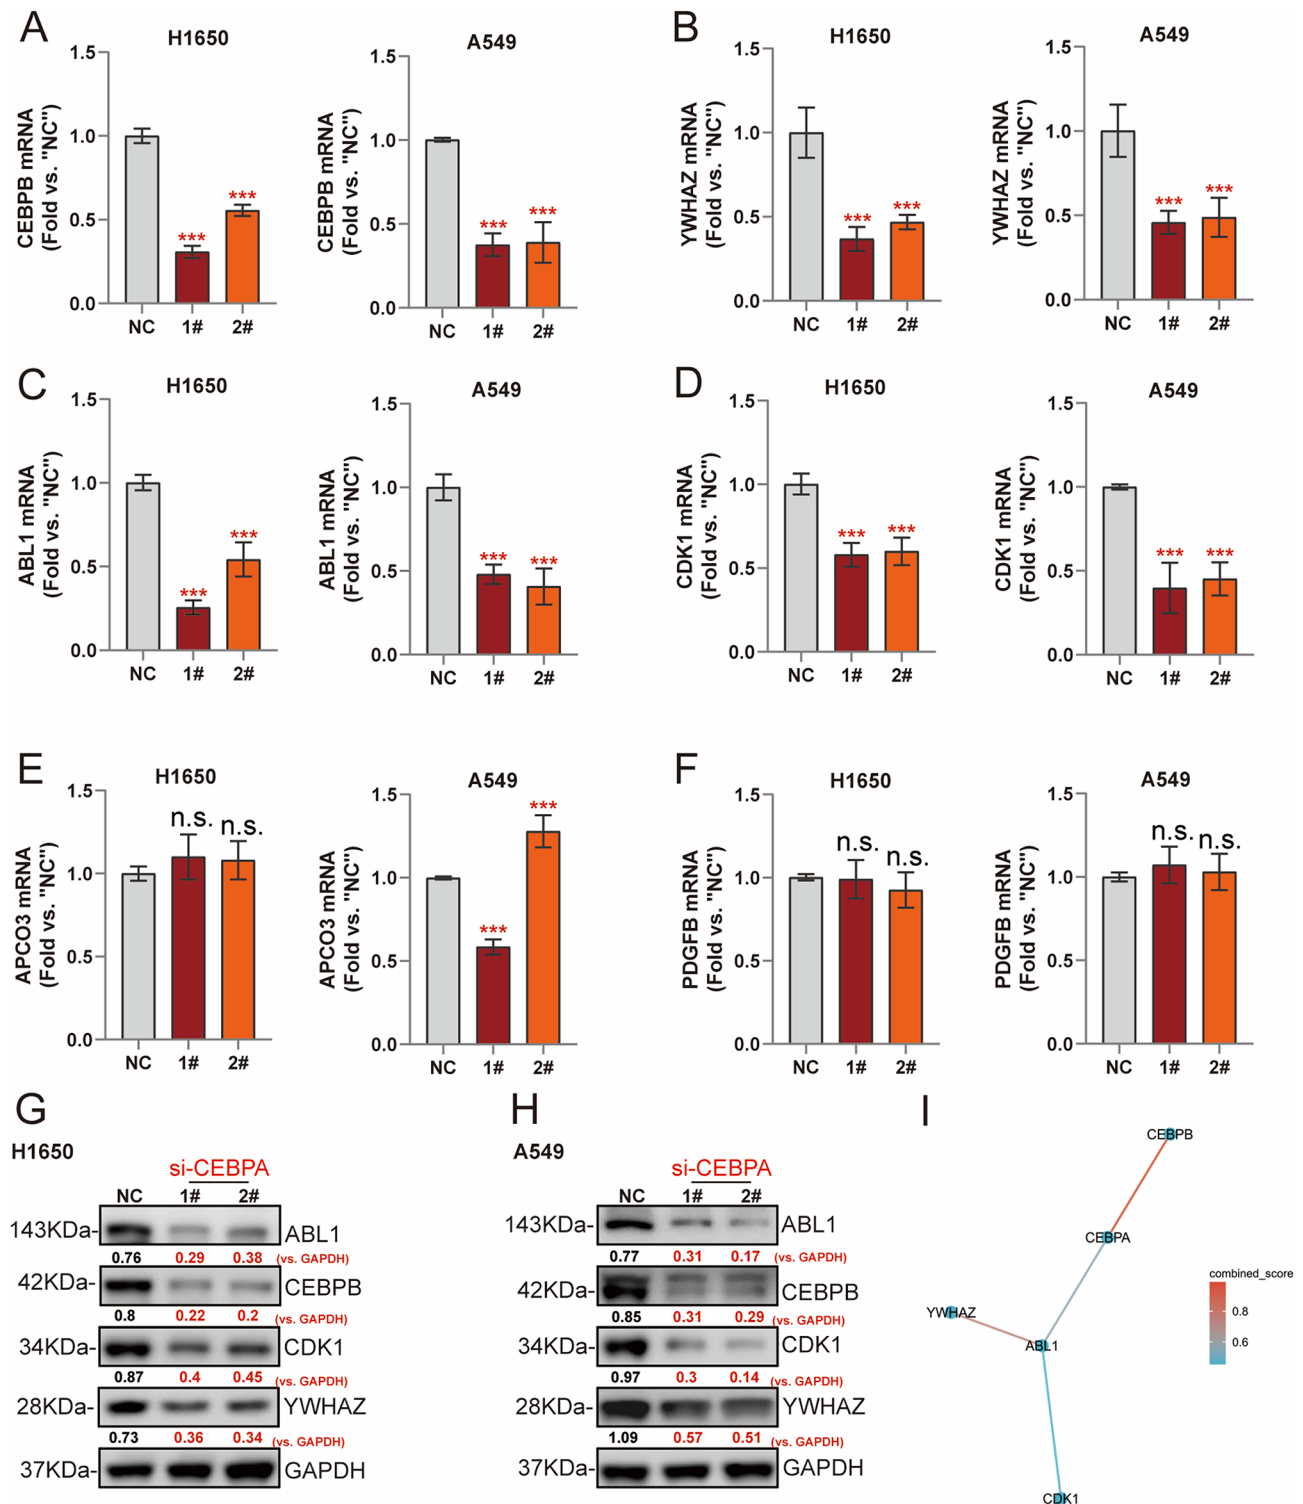 A
H1650
CEBPB mRNA
(Fold vs. "NC")
1.5
1.0
0.5
0.0
***
***
NC 1# 2#
A549
CEBPB mRNA
(Fold vs. "NC")
1.5
1.0
0.5
0.0
***
***
NC 1# 2#
B
H1650
YWHAZ mRNA
(Fold vs. "NC")
1.5
1.0
0.5
0.0
***
***
NC 1# 2#
A549
YWHAZ mRNA
(Fold vs. "NC")
1.5
1.0
0.5
0.0
***
***
NC 1# 2#
C
H1650
ABL1 mRNA
(Fold vs. "NC")
1.5
1.0
0.5
0.0
***
***
NC 1# 2#
A549
ABL1 mRNA
(Fold vs. "NC")
1.5
1.0
0.5
0.0
***
***
NC 1# 2#
D
H1650
CDK1 mRNA
(Fold vs. "NC")
1.5
1.0
0.5
0.0
***
***
NC 1# 2#
A549
CDK1 mRNA
(Fold vs. "NC")
1.5
1.0
0.5
0.0
***
***
NC 1# 2#
E
H1650
APCO3 mRNA
(Fold vs. "NC")
1.5
1.0
0.5
0.0
n.s. n.s.
NC 1# 2#
A549
APCO3 mRNA
(Fold vs. "NC")
1.5
1.0
0.5
0.0
***
***
NC 1# 2#
F
H1650
PDGFB mRNA
(Fold vs. "NC")
1.5
1.0
0.5
0.0
n.s. n.s.
NC 1# 2#
A549
PDGFB mRNA
(Fold vs. "NC")
1.5
1.0
0.5
0.0
n.s. n.s.
NC 1# 2#
G
H1650
si-CEBPA
NC 1# 2#
143KDa- ABL1
0.76 0.29 0.38 (vs. GAPDH)
42KDa- CEBPB
0.8 0.22 0.2 (vs. GAPDH)
34KDa- CDK1
0.87 0.4 0.45 (vs. GAPDH)
28KDa- YWHAZ
0.73 0.36 0.34 (vs. GAPDH)
37KDa- GAPDH
H
A549
si-CEBPA
NC 1# 2#
143KDa- ABL1
0.77 0.31 0.17 (vs. GAPDH)
42KDa- CEBPB
0.85 0.31 0.29 (vs. GAPDH)
34KDa- CDK1
0.97 0.3 0.14 (vs. GAPDH)
28KDa- YWHAZ
1.09 0.57 0.51 (vs. GAPDH)
37KDa- GAPDH
I
CEBPB
CEBPA
YWHAZ
ABL1
CDK1
combined_score
0.8
0.6